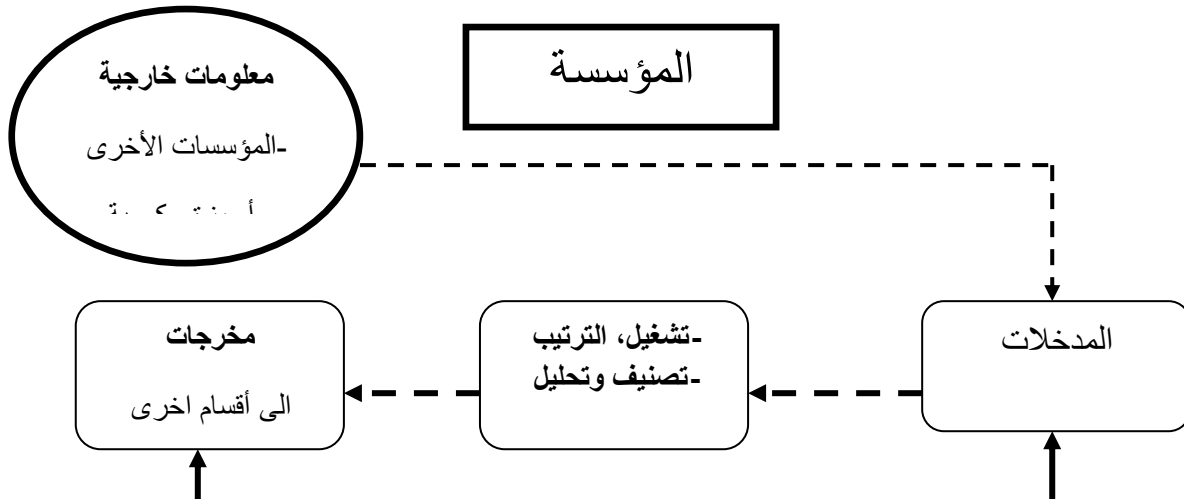 المؤسسة
معلومات خارجية
-المؤسسات الأخرى
المدخلات
-تشغيل، الترتيب
-تصنيف وتحليل
مخرجات
الى أقسام اخرى